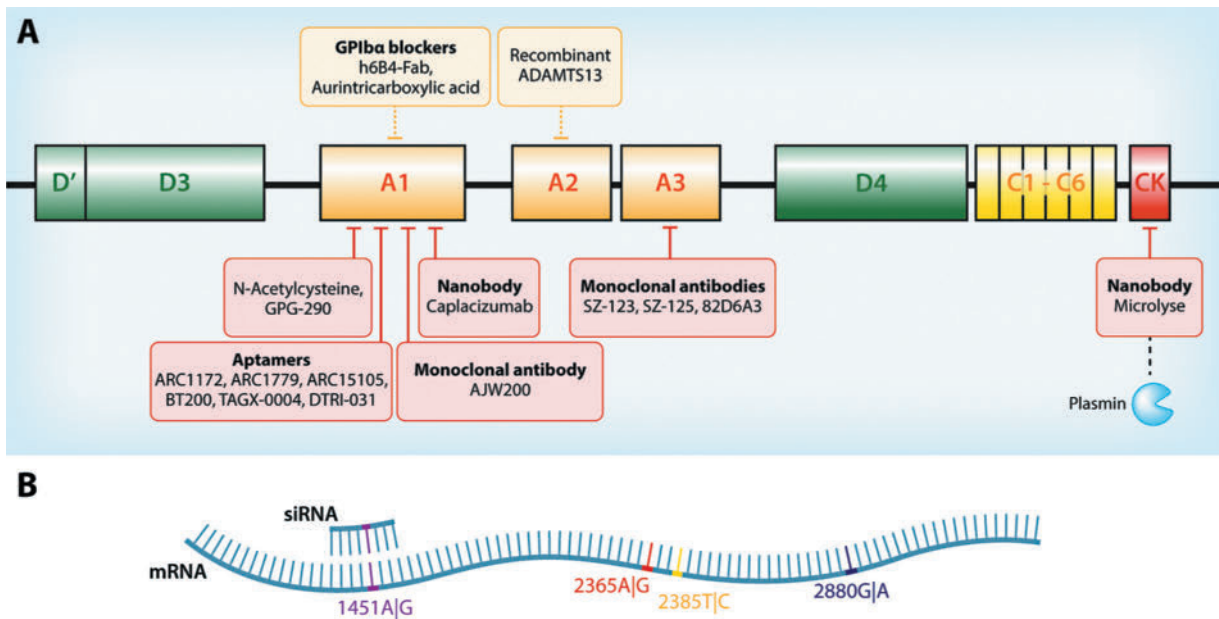 A
GPIbα blockers
h6B4-Fab,
Aurintricarboxylic acid
Recombinant
ADAMTS13
D'
D3
A1
A2
A3
D4
C1 - C6
CK
N-Acetylcysteine,
GPG-290
Nanobody
Caplacizumab
Monoclonal antibodies
SZ-123, SZ-125, 82D6A3
Nanobody
Microlyse
Aptamers
ARC1172, ARC1779, ARC15105,
BT200, TAGX-0004, DTRI-031
Monoclonal antibody
AJW200
Plasmin
B
siRNA
mRNA
1451A|G
2365A|G
2385T|C
2880G|A